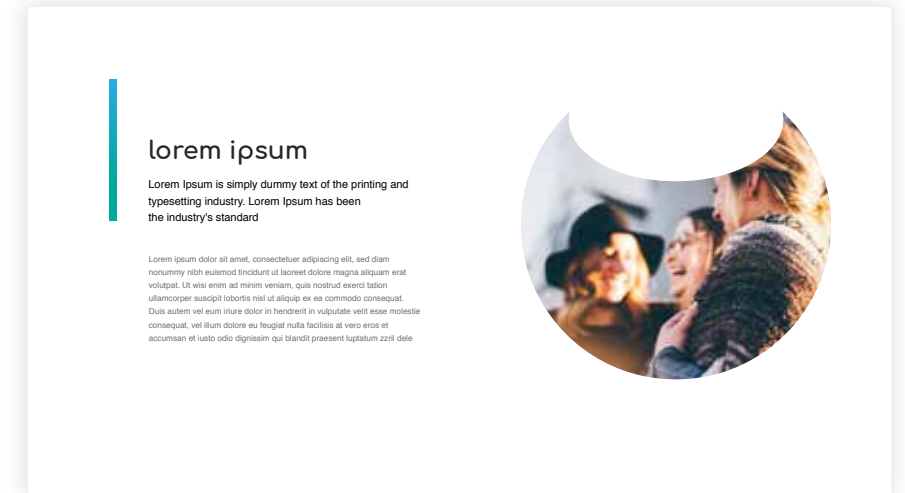 lorem ipsum
Lorem Ipsum is simply dummy text of the printing and
typesetting industry. Lorem Ipsum has been
the industry's standard
Lorem ipsum dolor sit amet, consectetuer adipiscing elit, sed diam
nonummy nibh euismod tincidunt ut laoreet dolore magna aliquam erat
volutpat. Ut wisi enim ad minim veniam, quis nostrud exerci tation
ullamcorper suscipit lobortis nisl ut aliquip ex ea commodo consequat.
Duis autem vel eum iriure dolor in hendrerit in vulputate velit esse molestie
consequat, vel illum dolore eu feugiat nulla facilisis at vero eros et
accumsan et iusto odio dignissim qui blandit praesent luptatum zzril dele